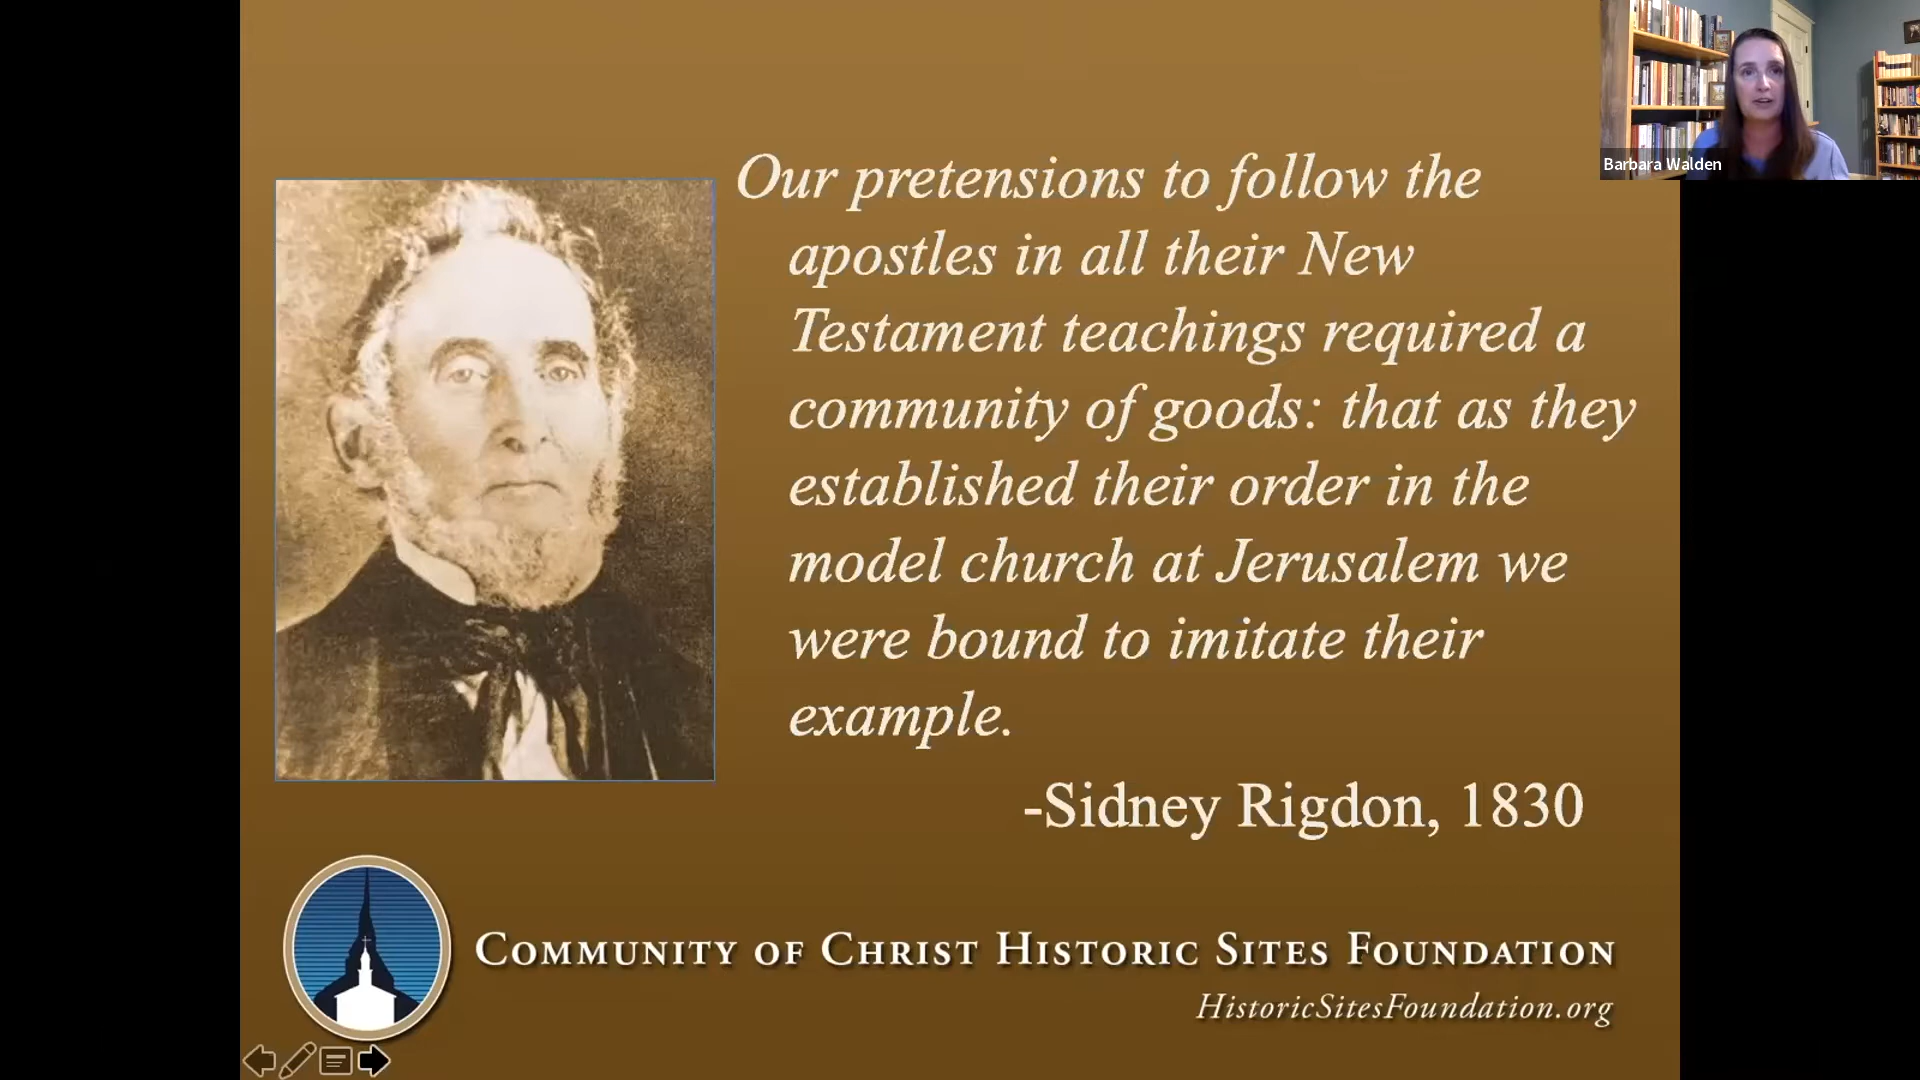 Barbara Walden
Our pretensions to follow the
apostles in all their New
Testament teachings required a
community of goods: that as they
established their order in the
model church at Jerusalem we
were bound to imitate their
example.
-Sidney Rigdon, 1830
Community of Christ Historic Sites Foundation
HistoricSitesFoundation.org